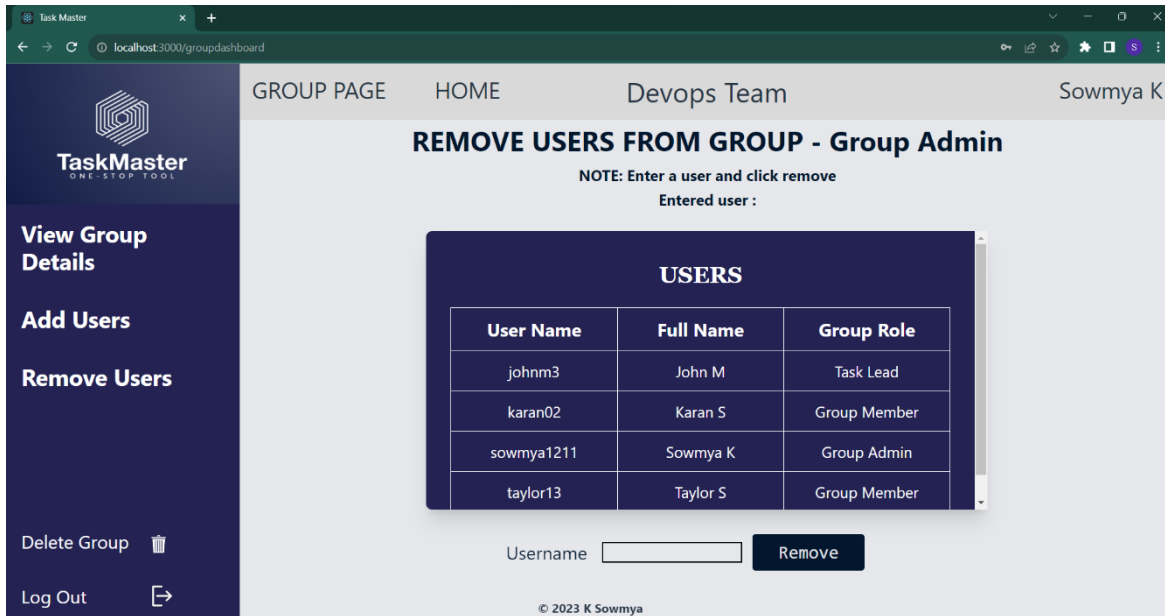 Task Master
localhost:3000/groupdashboard
S
TaskMaster
ONE-STOP TOOL
GROUP PAGE HOME Devops Team Sowmya K
View Group
Details
Add Users
Remove Users
Delete Group
Log Out
REMOVE USERS FROM GROUP - Group Admin
NOTE: Enter a user and click remove
Entered user :
USERS
User Name Full Name Group Role
johnm3 John M Task Lead
karan02 Karan S Group Member
sowmya1211 Sowmya K Group Admin
taylor13 Taylor S Group Member
Username Remove
© 2023 K Sowmya